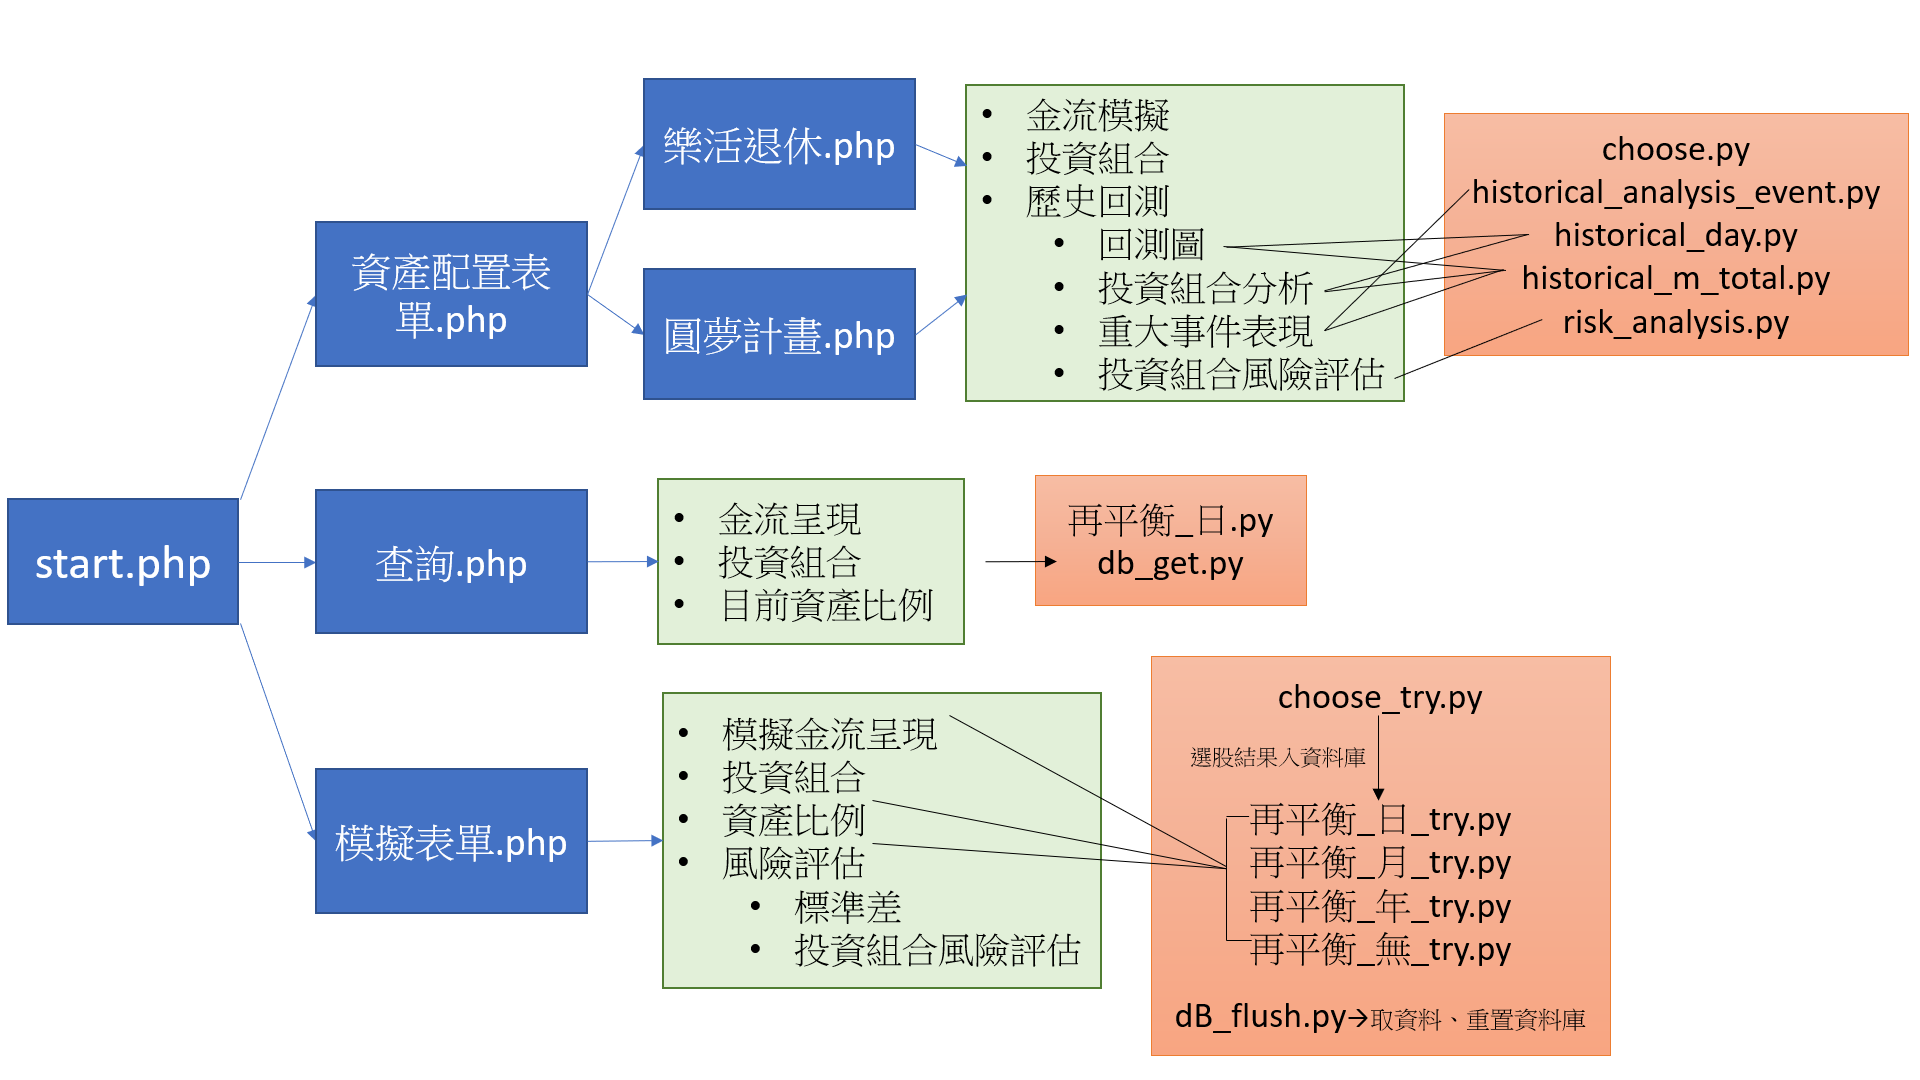 start.php
資產配置表
單.php
樂活退休.php
圓夢計畫.php
• 金流模擬
• 投資組合
• 歷史回測
• 回測圖
• 投資組合分析
• 重大事件表現
• 投資組合風險評估
choose.py
historical_analysis_event.py
historical_day.py
historical_m_total.py
risk_analysis.py
查詢.php
• 金流呈現
• 投資組合
• 目前資產比例
再平衡_日.py
db_get.py
模擬表單.php
• 模擬金流呈現
• 投資組合
• 資產比例
• 風險評估
• 標準差
• 投資組合風險評估
choose_try.py
選股結果入資料庫
再平衡_日_try.py
再平衡_月_try.py
再平衡_年_try.py
再平衡_無_try.py
dB_flush.py→取資料、重置資料庫